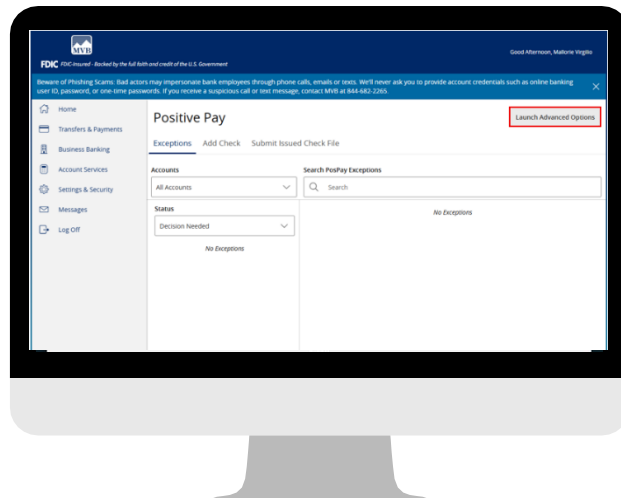 MVB
FDIC FDIC-Insured - Backed by the full faith and credit of the U.S. Government
Good Afternoon, Mallorie Virgilio
Beware of Phishing Scams: Bad actors may impersonate bank employees through phone calls, emails or texts. We'll never ask you to provide account credentials such as online banking
user ID, password, or one-time passwords. If you receive a suspicious call or text message, contact MVB at 844-682-2265.
Home
Transfers & Payments
Business Banking
Account Services
Settings & Security
Messages
Log Off
Positive Pay
Launch Advanced Options
Exceptions Add Check Submit Issued Check File
Accounts
All Accounts
Search PosPay Exceptions
Search
Status
Decision Needed
No Exceptions
No Exceptions